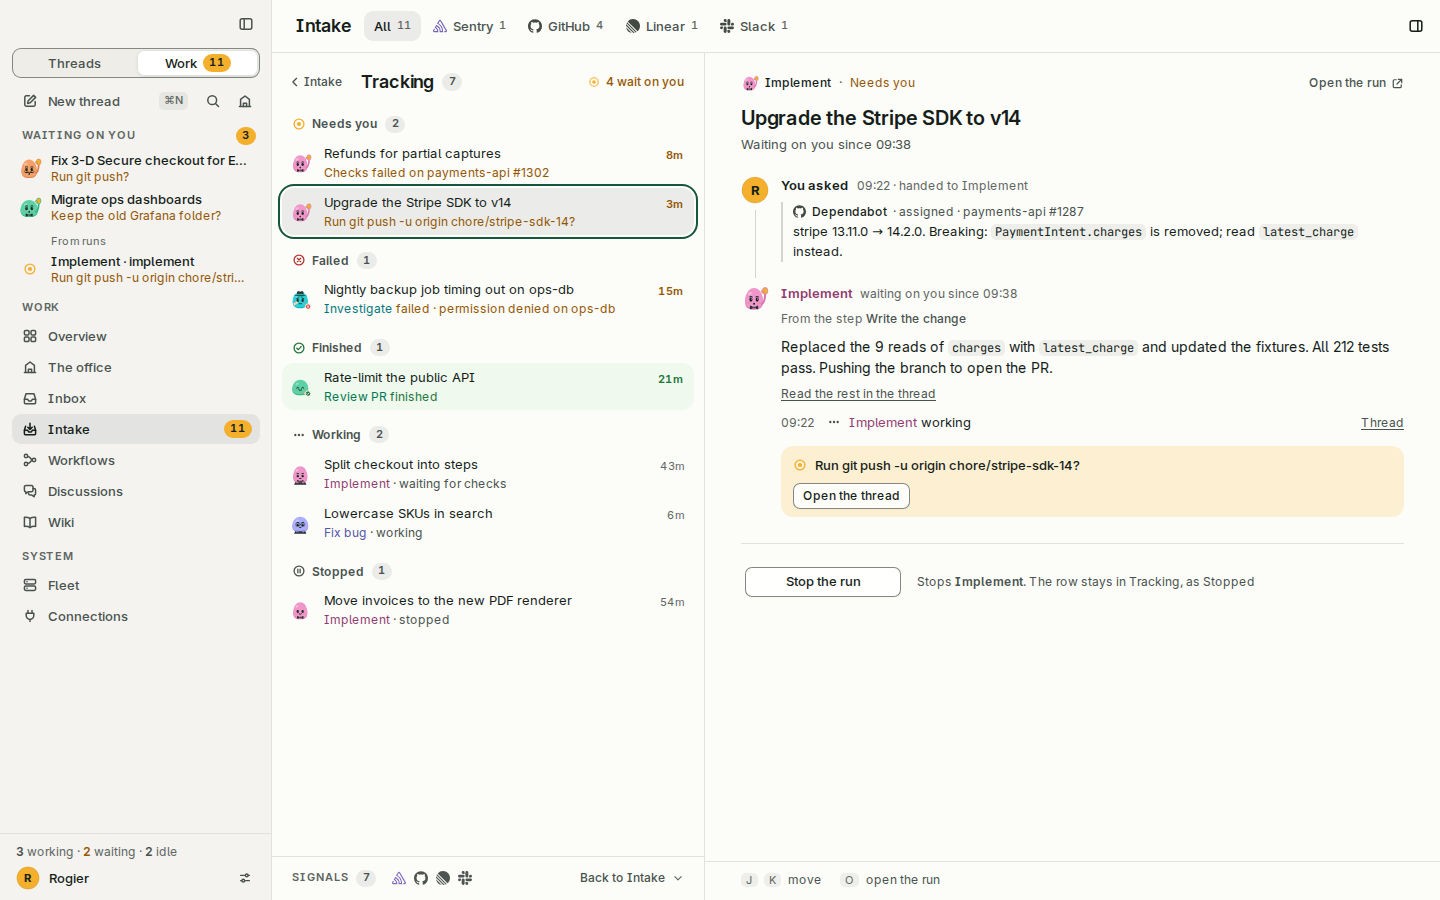 Threads
Work 11
New thread ⌘N
WAITING ON YOU 3
Fix 3-D Secure checkout for E...
Run git push?
Migrate ops dashboards
Keep the old Grafana folder?
From runs
Implement · implement
Run git push -u origin chore/stri...
WORK
Overview
The office
Inbox
Intake 11
Workflows
Discussions
Wiki
SYSTEM
Fleet
Connections
3 working · 2 waiting · 2 idle
R Rogier
Intake
All 11
Sentry 1
GitHub 4
Linear 1
Slack 1
Intake
Tracking 7
4 wait on you
Needs you 2
Refunds for partial captures 8m
Checks failed on payments-api #1302
Upgrade the Stripe SDK to v14 3m
Run git push -u origin chore/stripe-sdk-14?
Failed 1
Nightly backup job timing out on ops-db 15m
Investigate failed · permission denied on ops-db
Finished 1
Rate-limit the public API 21m
Review PR finished
Working 2
Split checkout into steps 43m
Implement · waiting for checks
Lowercase SKUs in search 6m
Fix bug · working
Stopped 1
Move invoices to the new PDF renderer 54m
Implement · stopped
SIGNALS 7
Back to Intake
Implement · Needs you
Open the run
Upgrade the Stripe SDK to v14
Waiting on you since 09:38
R You asked 09:22 · handed to Implement
Dependabot · assigned · payments-api #1287
stripe 13.11.0 → 14.2.0. Breaking: PaymentIntent.charges is removed; read latest_charge
instead.
Implement waiting on you since 09:38
From the step Write the change
Replaced the 9 reads of charges with latest_charge and updated the fixtures. All 212 tests
pass. Pushing the branch to open the PR.
Read the rest in the thread
09:22 Implement working Thread
Run git push -u origin chore/stripe-sdk-14?
Open the thread
Stop the run
Stops Implement. The row stays in Tracking, as Stopped
J K move O open the run